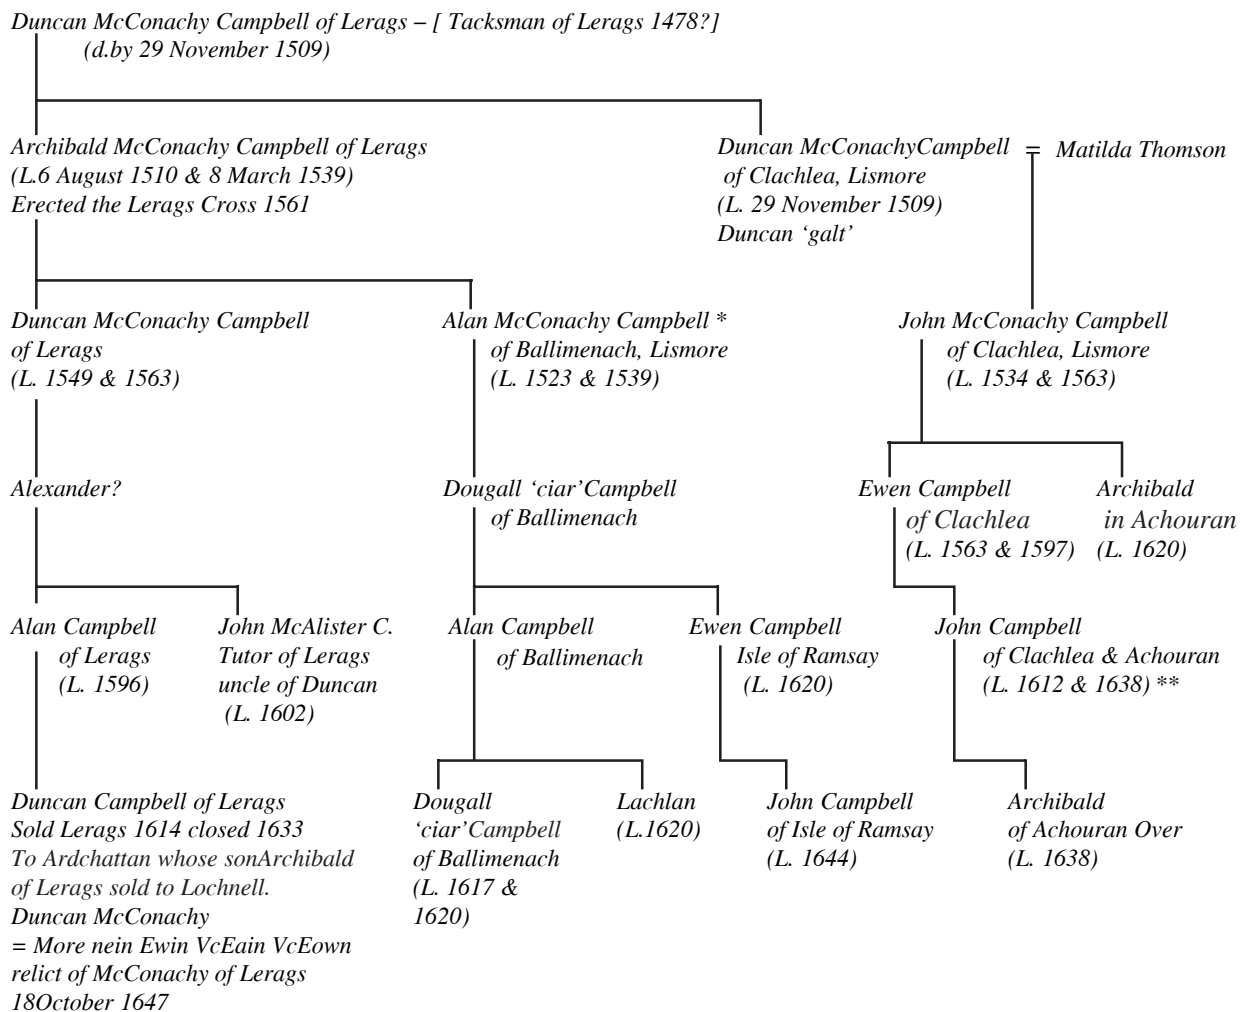 Duncan McConachy Campbell of Lerags – [ Tacksman of Lerags 1478?]
(d.by 29 November 1509)
Archibald McConachy Campbell of Lerags
(L.6 August 1510 & 8 March 1539)
Erected the Lerags Cross 1561
Duncan McConachyCampbell = Matilda Thomson
of Clachlea, Lismore
(L. 29 November 1509)
Duncan ‘galt’
Duncan McConachy Campbell
of Lerags
(L. 1549 & 1563)
Alan McConachy Campbell *
of Ballimenach, Lismore
(L. 1523 & 1539)
John McConachy Campbell
of Clachlea, Lismore
(L. 1534 & 1563)
Alexander?
Dougall ‘ciar’Campbell
of Ballimenach
Ewen Campbell
of Clachlea
(L. 1563 & 1597)
Archibald
in Achouran
(L. 1620)
Alan Campbell
of Lerags
(L. 1596)
John McAlister C.
Tutor of Lerags
uncle of Duncan
(L. 1602)
Alan Campbell
of Ballimenach
Ewen Campbell
Isle of Ramsay
(L. 1620)
John Campbell
of Clachlea & Achouran
(L. 1612 & 1638) **
Duncan Campbell of Lerags
Sold Lerags 1614 closed 1633
To Ardchattan whose sonArchibald
of Lerags sold to Lochnell.
Duncan McConachy
= More nein Ewin VcEain VcEown
relict of McConachy of Lerags
18October 1647
Dougall
‘ciar’Campbell
of Ballimenach
(L. 1617 &
1620)
Lachlan
(L.1620)
John Campbell
of Isle of Ramsay
(L. 1644)
Archibald
of Achouran Over
(L. 1638)